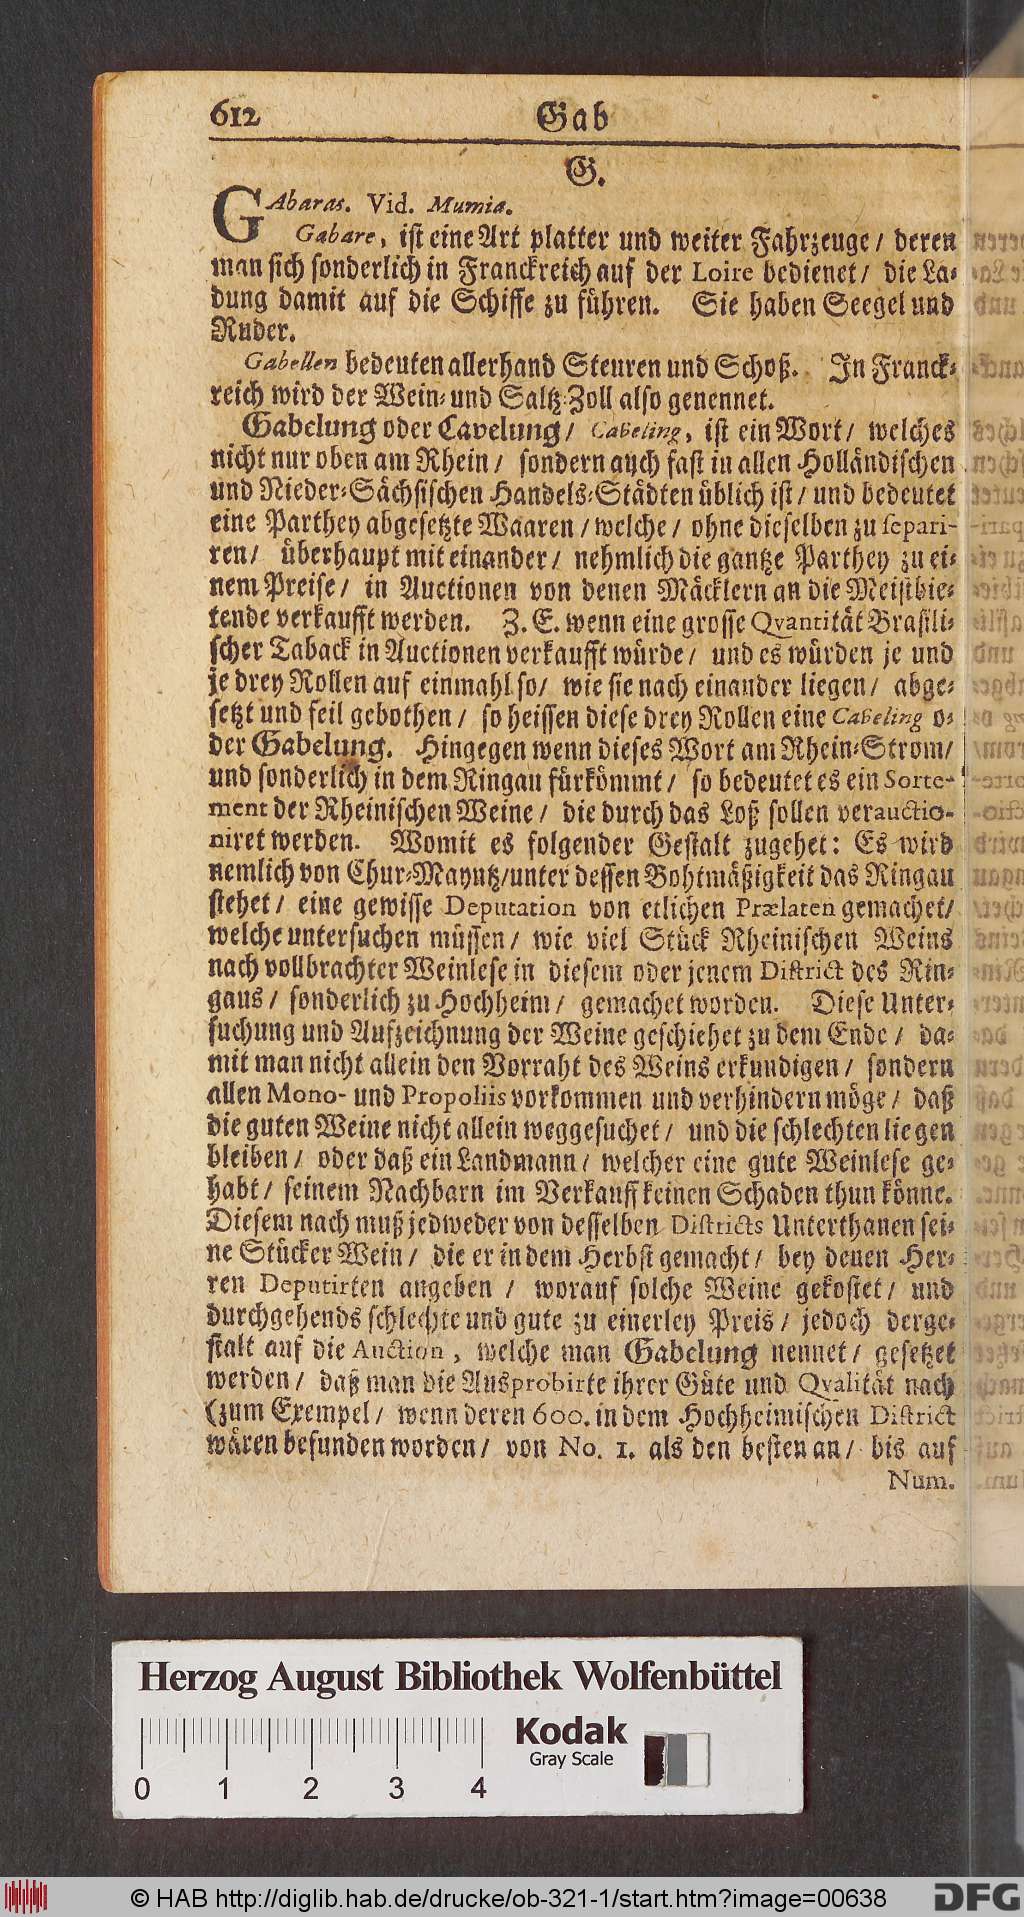 612 Gab
G.
GAbaras. Vid. Mumia.
Gabare, ist eine Art platter und weiter Fahrzeuge / deren
man sich sonderlich in Franckreich auf der Loire bedienet / die La-
dung damit auf die Schiffe zu führen. Sie haben Seegel und
Ruder.
Gabellen bedeuten allerhand Steuren und Schoß. In Franck-
reich wird der Wein- und Saltz-Zoll also genennet.
Gabelung oder Cavelung / Cabeling, ist ein Wort / welches
nicht nur oben am Rhein / sondern auch fast in allen Holländischen
und Nieder-Sächsischen Handels-Städten üblich ist / und bedeutet
eine Parthey abgesetzte Waaren / welche / ohne dieselben zu separi-
ren / überhaupt mit einander / nehmlich die gantze Parthey zu ei-
nem Preise / in Auctionen von denen Mäcklern an die Meistbie-
tende verkaufft werden. Z. E. wenn eine grosse Qvantität Brasili-
scher Taback in Auctionen verkaufft würde / und es würden je und
je drey Rollen auf einmahl so / wie sie nach einander liegen / abge-
setzt und feil gebothen / so heissen diese drey Rollen eine Cabeling o-
der Gabelung. Hingegen wenn dieses Wort am Rhein-Strom /
und sonderlich in dem Ringau fürkömmt / so bedeutet es ein Sorte-
ment der Rheinischen Weine / die durch das Loß sollen verauctio-
niret werden. Womit es folgender Gestalt zugehet: Es wird
nemlich von Chur-Mayntz / unter dessen Bohtmäßigkeit das Ringau
stehet / eine gewisse Deputation von etlichen Prælaten gemachet /
welche untersuchen müssen / wie viel Stück Rheinischen Weins
nach vollbrachter Weinlese in diesem oder jenem District des Rin-
gaus / sonderlich zu Hochheim / gemachet worden. Diese Unter-
suchung und Aufzeichnung der Weine geschiehet zu dem Ende / da-
mit man nicht allein den Vorraht des Weins erkundigen / sondern
allen Mono- und Propoliis vorkommen und verhindern möge / daß
die guten Weine nicht allein weggesuchet / und die schlechten liegen
bleiben / oder daß ein Landmann / welcher eine gute Weinlese ge-
habt / seinem Nachbarn im Verkauff keinen Schaden thun könne.
Diesem nach muß jedweder von desselben Districts Unterthanen sei-
ne Stücker Wein / die er in dem Herbst gemacht / bey denen Her-
ren Deputirten angeben / worauf solche Weine gekostet / und
durchgehends schlechte und gute zu einerley Preis / jedoch derge-
stalt auf die Auction, welche man Gabelung nennet / gesetzet
werden / daß man die Ausprobirte ihrer Güte und Qvalität nach
(zum Exempel / wenn deren 600. in dem Hochheimischen District
wären befunden worden / von No. 1. als den besten an / bis auf
Num.
Herzog August Bibliothek Wolfenbüttel
Kodak
Gray Scale
0 1 2 3 4
© HAB http://diglib.hab.de/drucke/ob-321-1/start.htm?image=00638
DFG